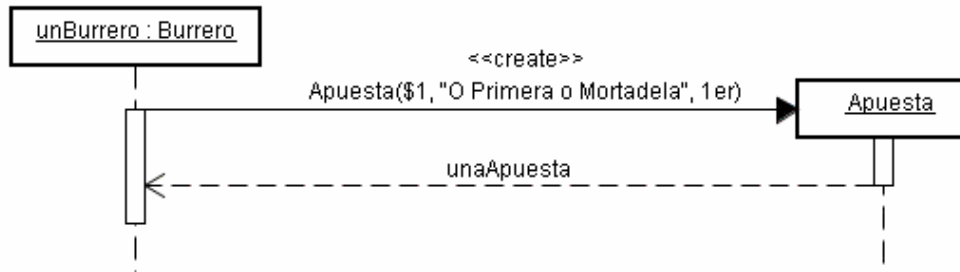 unBurrero : Burrero
<<create>>
Apuesta($1, "O Primera o Mortadela", 1er)
Apuesta
unaApuesta